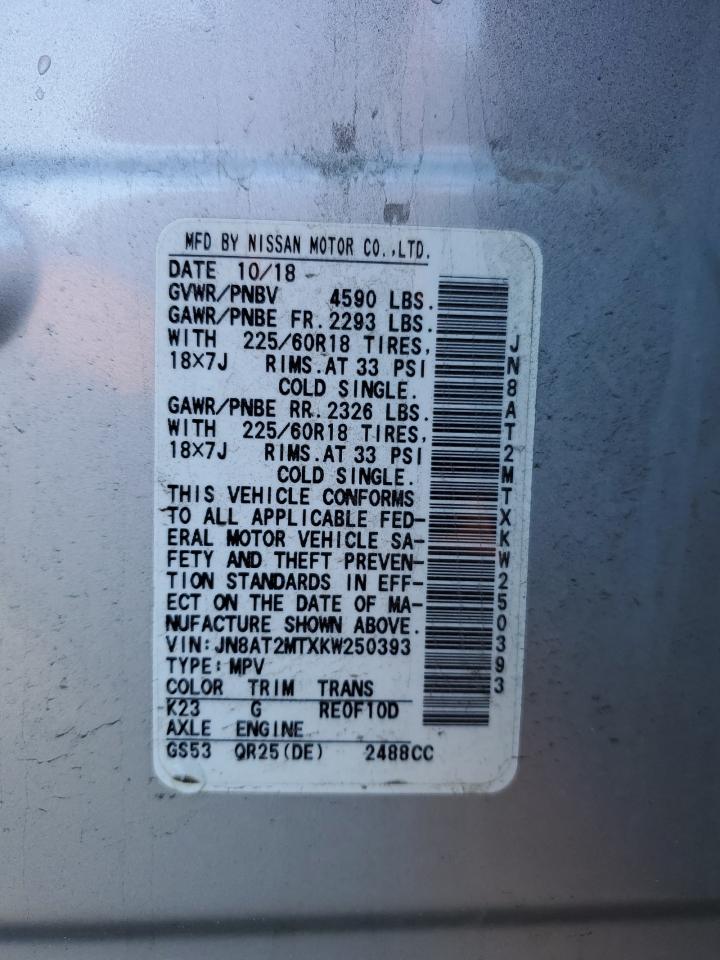 MFD BY NISSAN MOTOR CO.,LTD.
DATE 10/18
GVWR/PNBV 4590 LBS.
GAWR/PNBE FR. 2293 LBS.
WITH 225/60R18 TIRES,
18×7J RIMS.AT 33 PSI
COLD SINGLE.
GAWR/PNBE RR. 2326 LBS.
WITH 225/60R18 TIRES,
18×7J RIMS.AT 33 PSI
COLD SINGLE.
THIS VEHICLE CONFORMS
TO ALL APPLICABLE FED-
ERAL MOTOR VEHICLE SA-
FETY AND THEFT PREVEN-
TION STANDARDS IN EFF-
ECT ON THE DATE OF MA-
NUFACTURE SHOWN ABOVE.
VIN:JN8AT2MTXKW250393
TYPE:MPV
COLOR TRIM TRANS
K23 G RE0F10D
AXLE ENGINE
GS53 QR25(DE) 2488CC
JN8AT2MTXKW250393